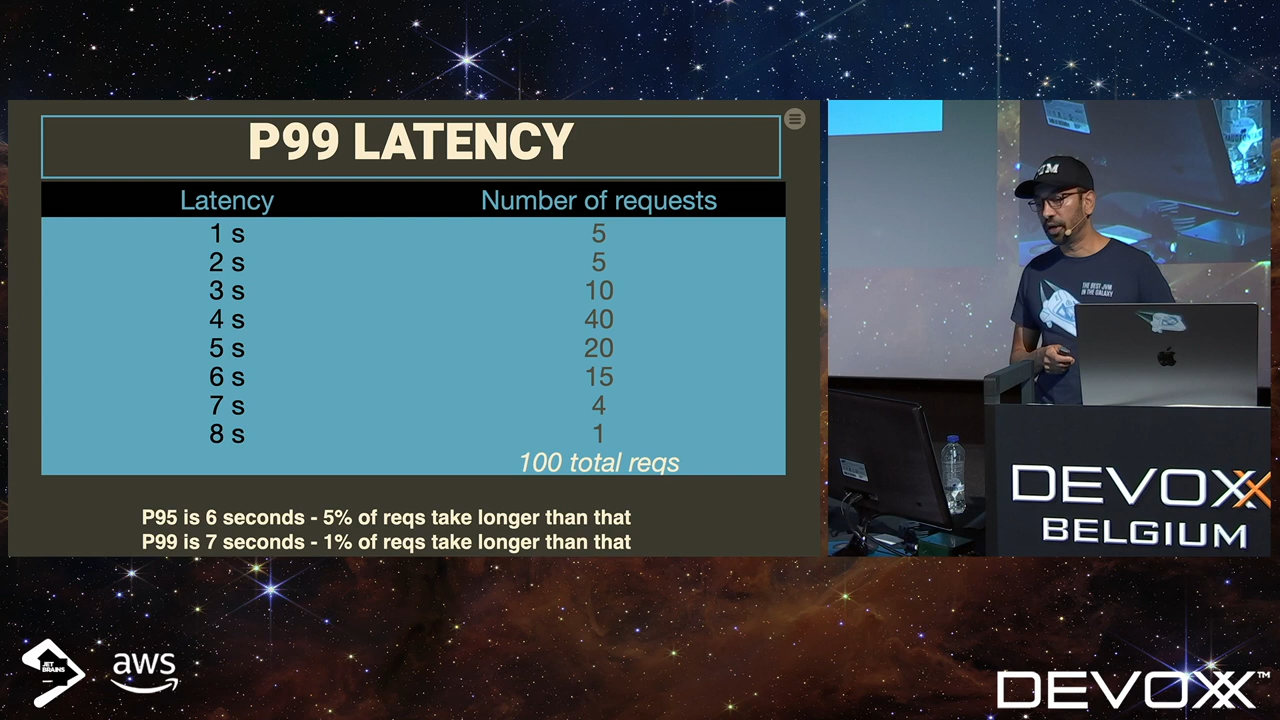 P99 LATENCY
Latency Number of requests
1 s 5
2 s 5
3 s 10
4 s 40
5 s 20
6 s 15
7 s 4
8 s 1
100 total reqs
P95 is 6 seconds - 5% of reqs take longer than that
P99 is 7 seconds - 1% of reqs take longer than that
THE BEST JVM
IN THE GALAXY
DEVOXX
BELGIUM
JET
BRAINS
aws
DEVOXX™